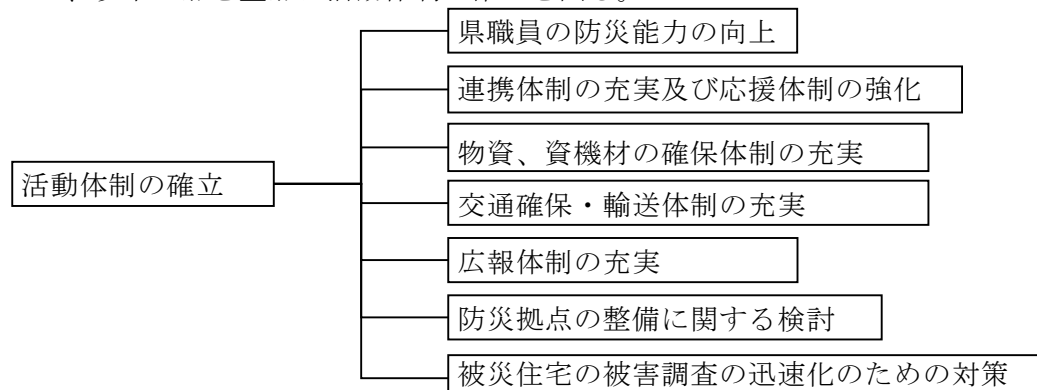 県職員の防災能力の向上
連携体制の充実及び応援体制の強化
物資、資機材の確保体制の充実
活動体制の確立
交通確保・輸送体制の充実
広報体制の充実
防災拠点の整備に関する検討
被災住宅の被害調査の迅速化のための対策